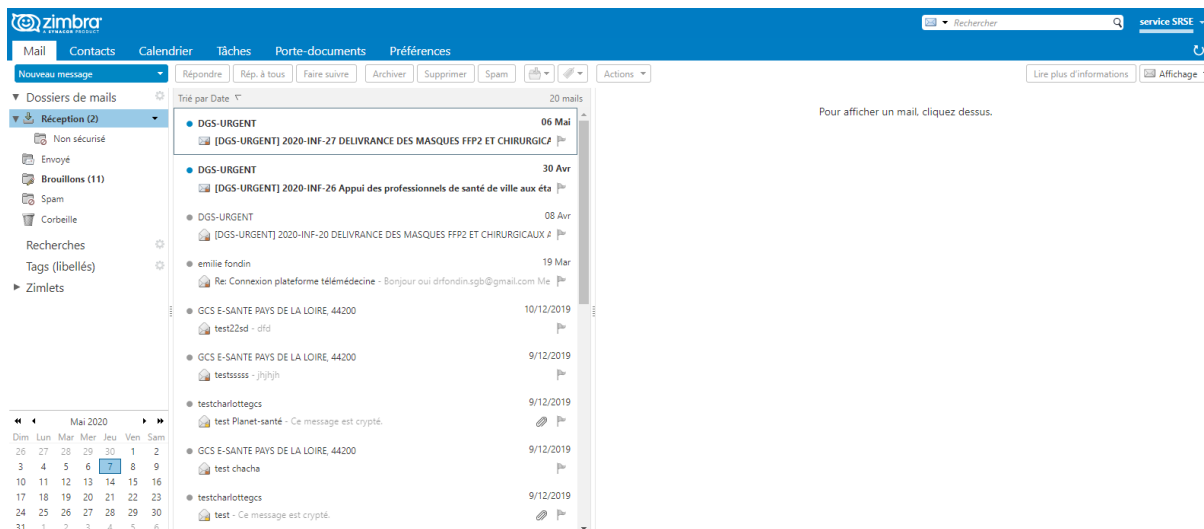 zimbra
A SYNACOR PRODUCT
Rechercher
service SRSE
Mail Contacts Calendrier Tâches Porte-documents Préférences
Nouveau message
Répondre Rép. à tous Faire suivre Archiver Supprimer Spam Actions Lire plus d'informations Affichage
Dossiers de mails
Réception (2)
Non sécurisé
Envoyé
Brouillons (11)
Spam
Corbeille
Recherches
Tags (libellés)
Zimlets
Trié par Date 20 mails
DGS-URGENT 06 Mai
[DGS-URGENT] 2020-INF-27 DELIVRANCE DES MASQUES FFP2 ET CHIRURGICA
DGS-URGENT 30 Avr
[DGS-URGENT] 2020-INF-26 Appui des professionnels de santé de ville aux éta
DGS-URGENT 08 Avr
[DGS-URGENT] 2020-INF-20 DELIVRANCE DES MASQUES FFP2 ET CHIRURGICAUX A
emilie fondin 19 Mar
Re: Connexion plateforme télémédecine - Bonjour oui drfondin.sgb@gmail.com Me
GCS E-SANTE PAYS DE LA LOIRE, 44200 10/12/2019
test22sd - dfd
GCS E-SANTE PAYS DE LA LOIRE, 44200 9/12/2019
testsssss - jhjhjh
testcharlottegcs 9/12/2019
test Planet-santé - Ce message est crypté.
GCS E-SANTE PAYS DE LA LOIRE, 44200 9/12/2019
test chacha
testcharlottegcs 9/12/2019
test - Ce message est crypté.
Pour afficher un mail, cliquez dessus.
Mai 2020
Dim Lun Mar Mer Jeu Ven Sam
26 27 28 29 30 1 2
3 4 5 6 7 8 9
10 11 12 13 14 15 16
17 18 19 20 21 22 23
24 25 26 27 28 29 30
31 1 2 3 4 5 6